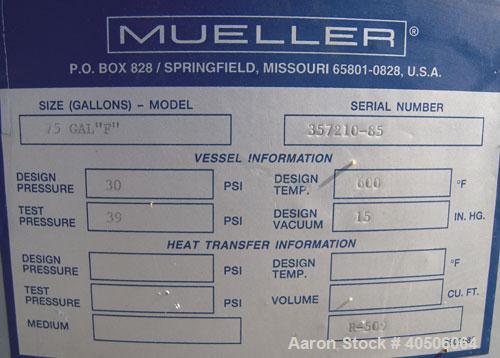 MUELLER®
P.O. BOX 828 / SPRINGFIELD, MISSOURI 65801-0828, U.S.A.
SIZE (GALLONS) – MODEL SERIAL NUMBER
75 GAL"F" 357210-85
VESSEL INFORMATION
DESIGN PRESSURE 30 PSI DESIGN TEMP. 600 °F
TEST PRESSURE 39 PSI DESIGN VACUUM 15 IN. HG.
HEAT TRANSFER INFORMATION
DESIGN PRESSURE PSI DESIGN TEMP. °F
TEST PRESSURE PSI VOLUME CU. FT.
MEDIUM R-509
Aaron Stock # 40506064